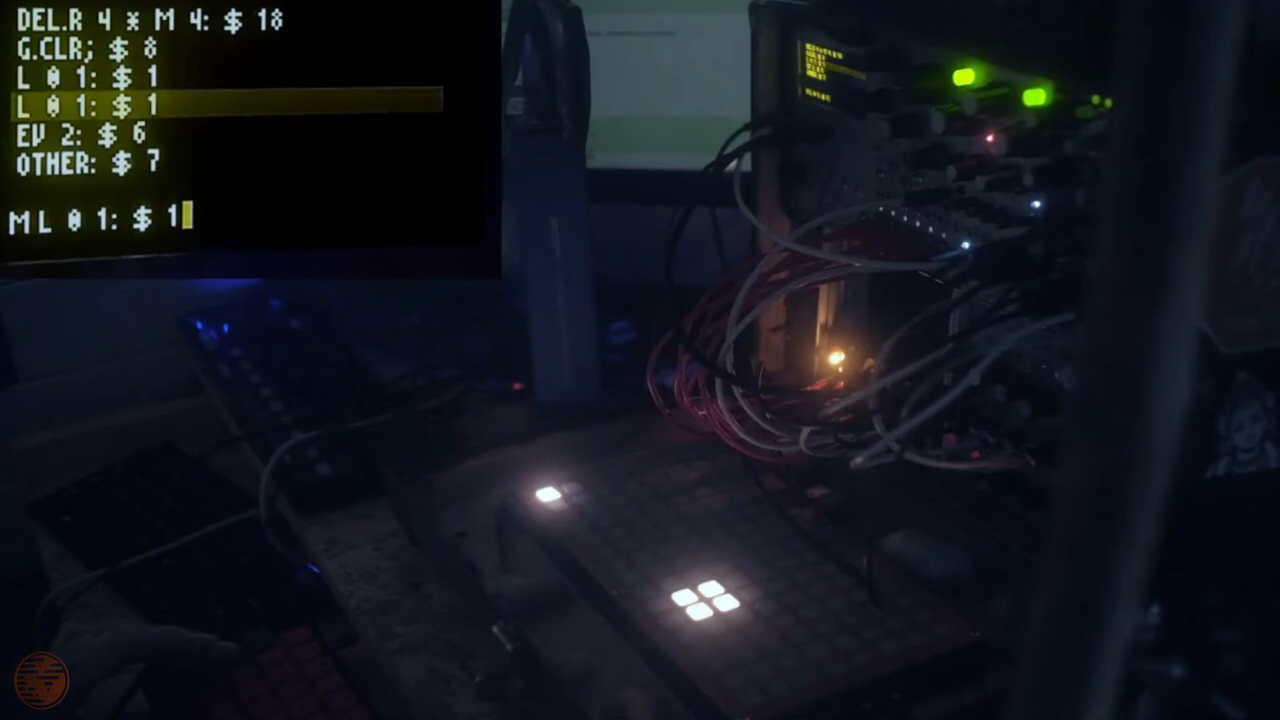 DEL.R 4 * M 4: $ 18
G.CLR; $ 8
L 0 1: $ 1
L 0 1: $ 1
EV 2: $ 6
OTHER: $ 7
ML 0 1: $ 1